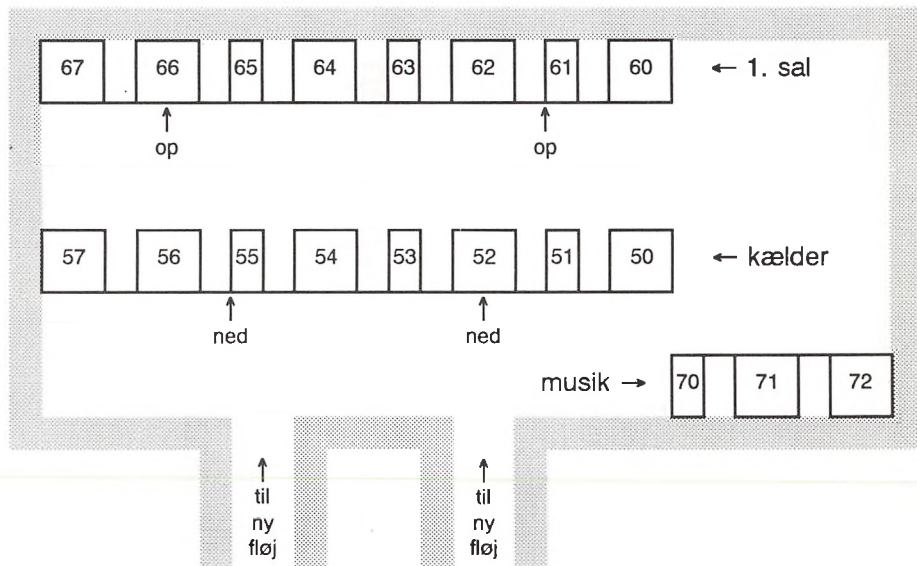 67 66 65 64 63 62 61 60 ← 1. sal
↑ ↑
op op
57 56 55 54 53 52 51 50 ← kælder
↑ ↑
ned ned
musik → 70 71 72
↑ ↑
til til
ny ny
fløj fløj